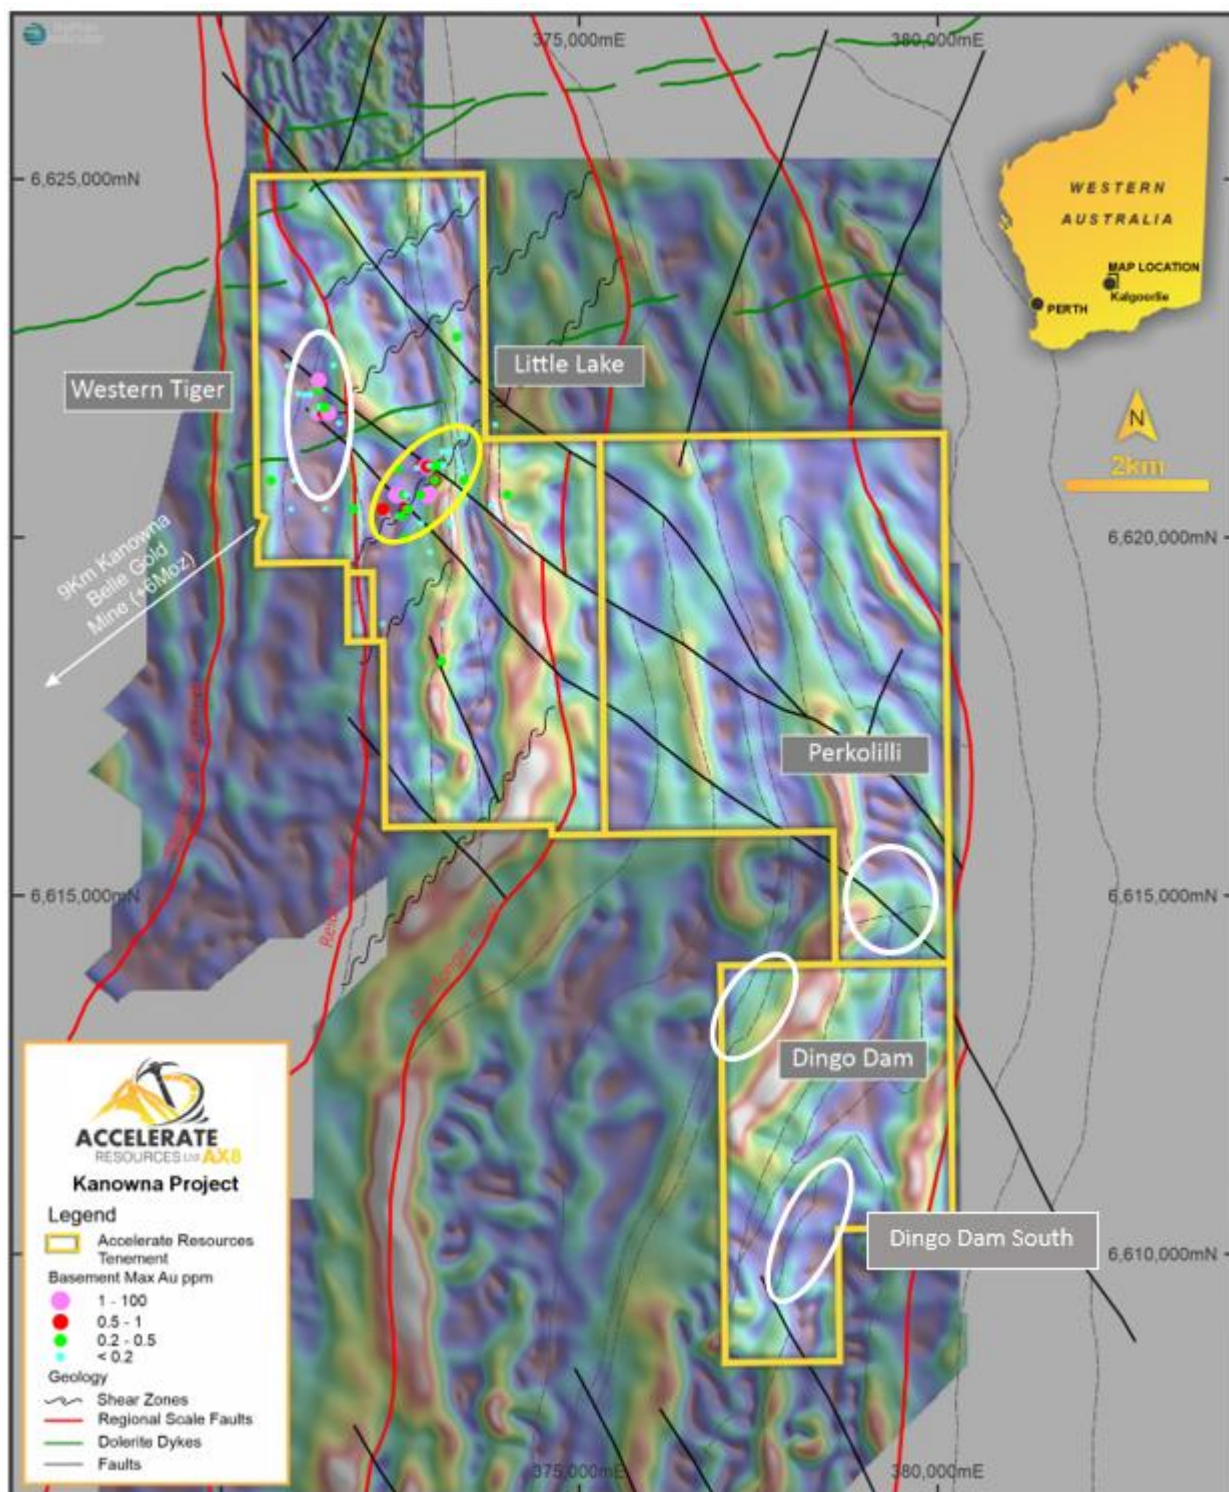 375,000mE
380,000mE
6,625,000mN
WESTERN
AUSTRALIA
MAP LOCATION
Kalgoorlie
PERTH
Little Lake
Western Tiger
N
2km
9Km Kanowna
Belle Gold
Mine (+6Moz)
6,620,000mN
Perkolilli
6,615,000mN
6,615,000mN
Dingo Dam
Dingo Dam South
6,610,000mN
ACCELERATE
RESOURCES LTD AX8
Kanowna Project
Legend
Accelerate Resources
Tenement
Basement Max Au ppm
1 - 100
0.5 - 1
0.2 - 0.5
< 0.2
Geology
Shear Zones
Regional Scale Faults
Dolerite Dykes
Faults
375,000mE
380,000mE